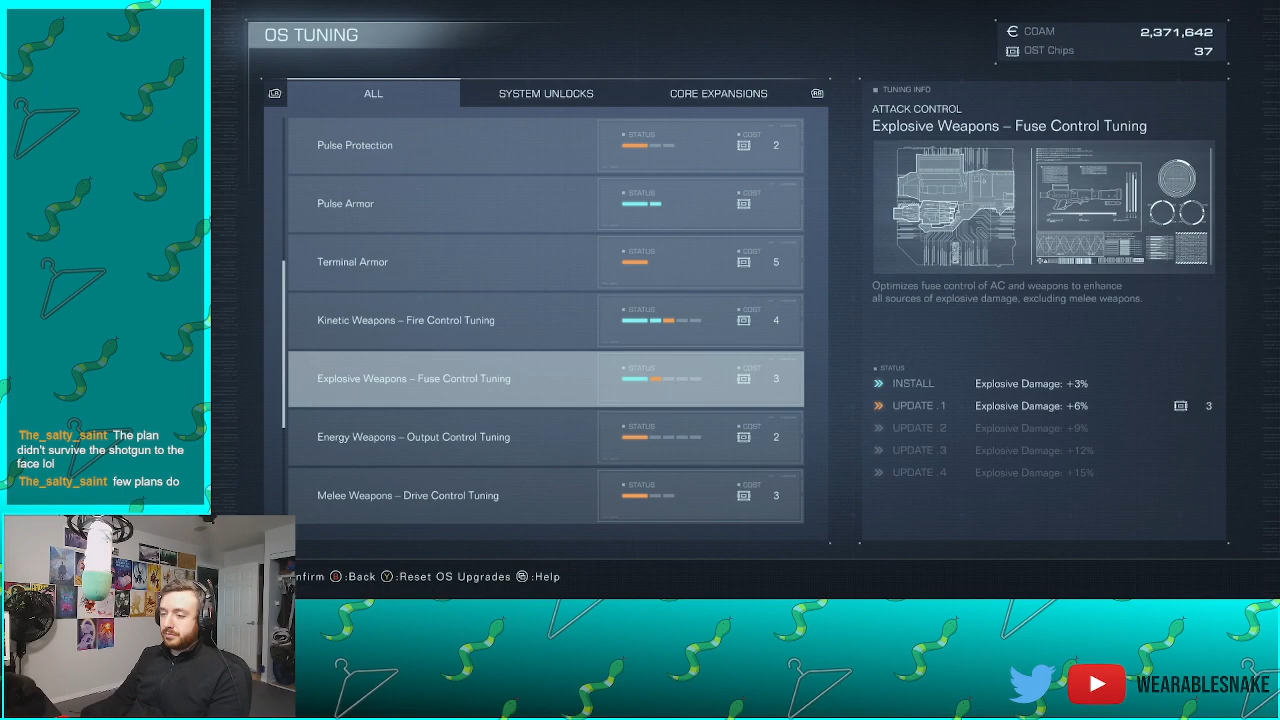 OS TUNING
COAM 2,371,642
OST Chips 37
LB ALL SYSTEM UNLOCKS CORE EXPANSIONS RB
Pulse Protection STATUS COST 2
Pulse Armor STATUS COST
Terminal Armor STATUS COST 5
Kinetic Weapons – Fire Control Tuning STATUS COST 4
Explosive Weapons – Fuse Control Tuning STATUS COST 3
Energy Weapons – Output Control Tuning STATUS COST 2
Melee Weapons – Drive Control Tuning STATUS COST 3
TUNING INFO
ATTACK CONTROL
Explosive Weapons – Fuse Control Tuning
Optimizes fuse control of AC and weapons to enhance
all sources of explosive damage, excluding melee weapons.
STATUS
INSTALL Explosive Damage: +3%
UPDATE .1 Explosive Damage: +6% 3
UPDATE .2 Explosive Damage: +9%
UPDATE .3 Explosive Damage: +12%
UPDATE .4 Explosive Damage: +15%
The_salty_saint The plan
didn't survive the shotgun to the
face lol
The_salty_saint few plans do
nfirm B:Back Y:Reset OS Upgrades :Help
WEARABLESNAKE